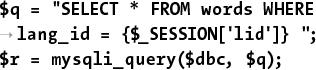 $q = "SELECT * FROM words WHERE
→ lang_id = {$_SESSION['lid']} ";
$r = mysqli_query($dbc, $q);